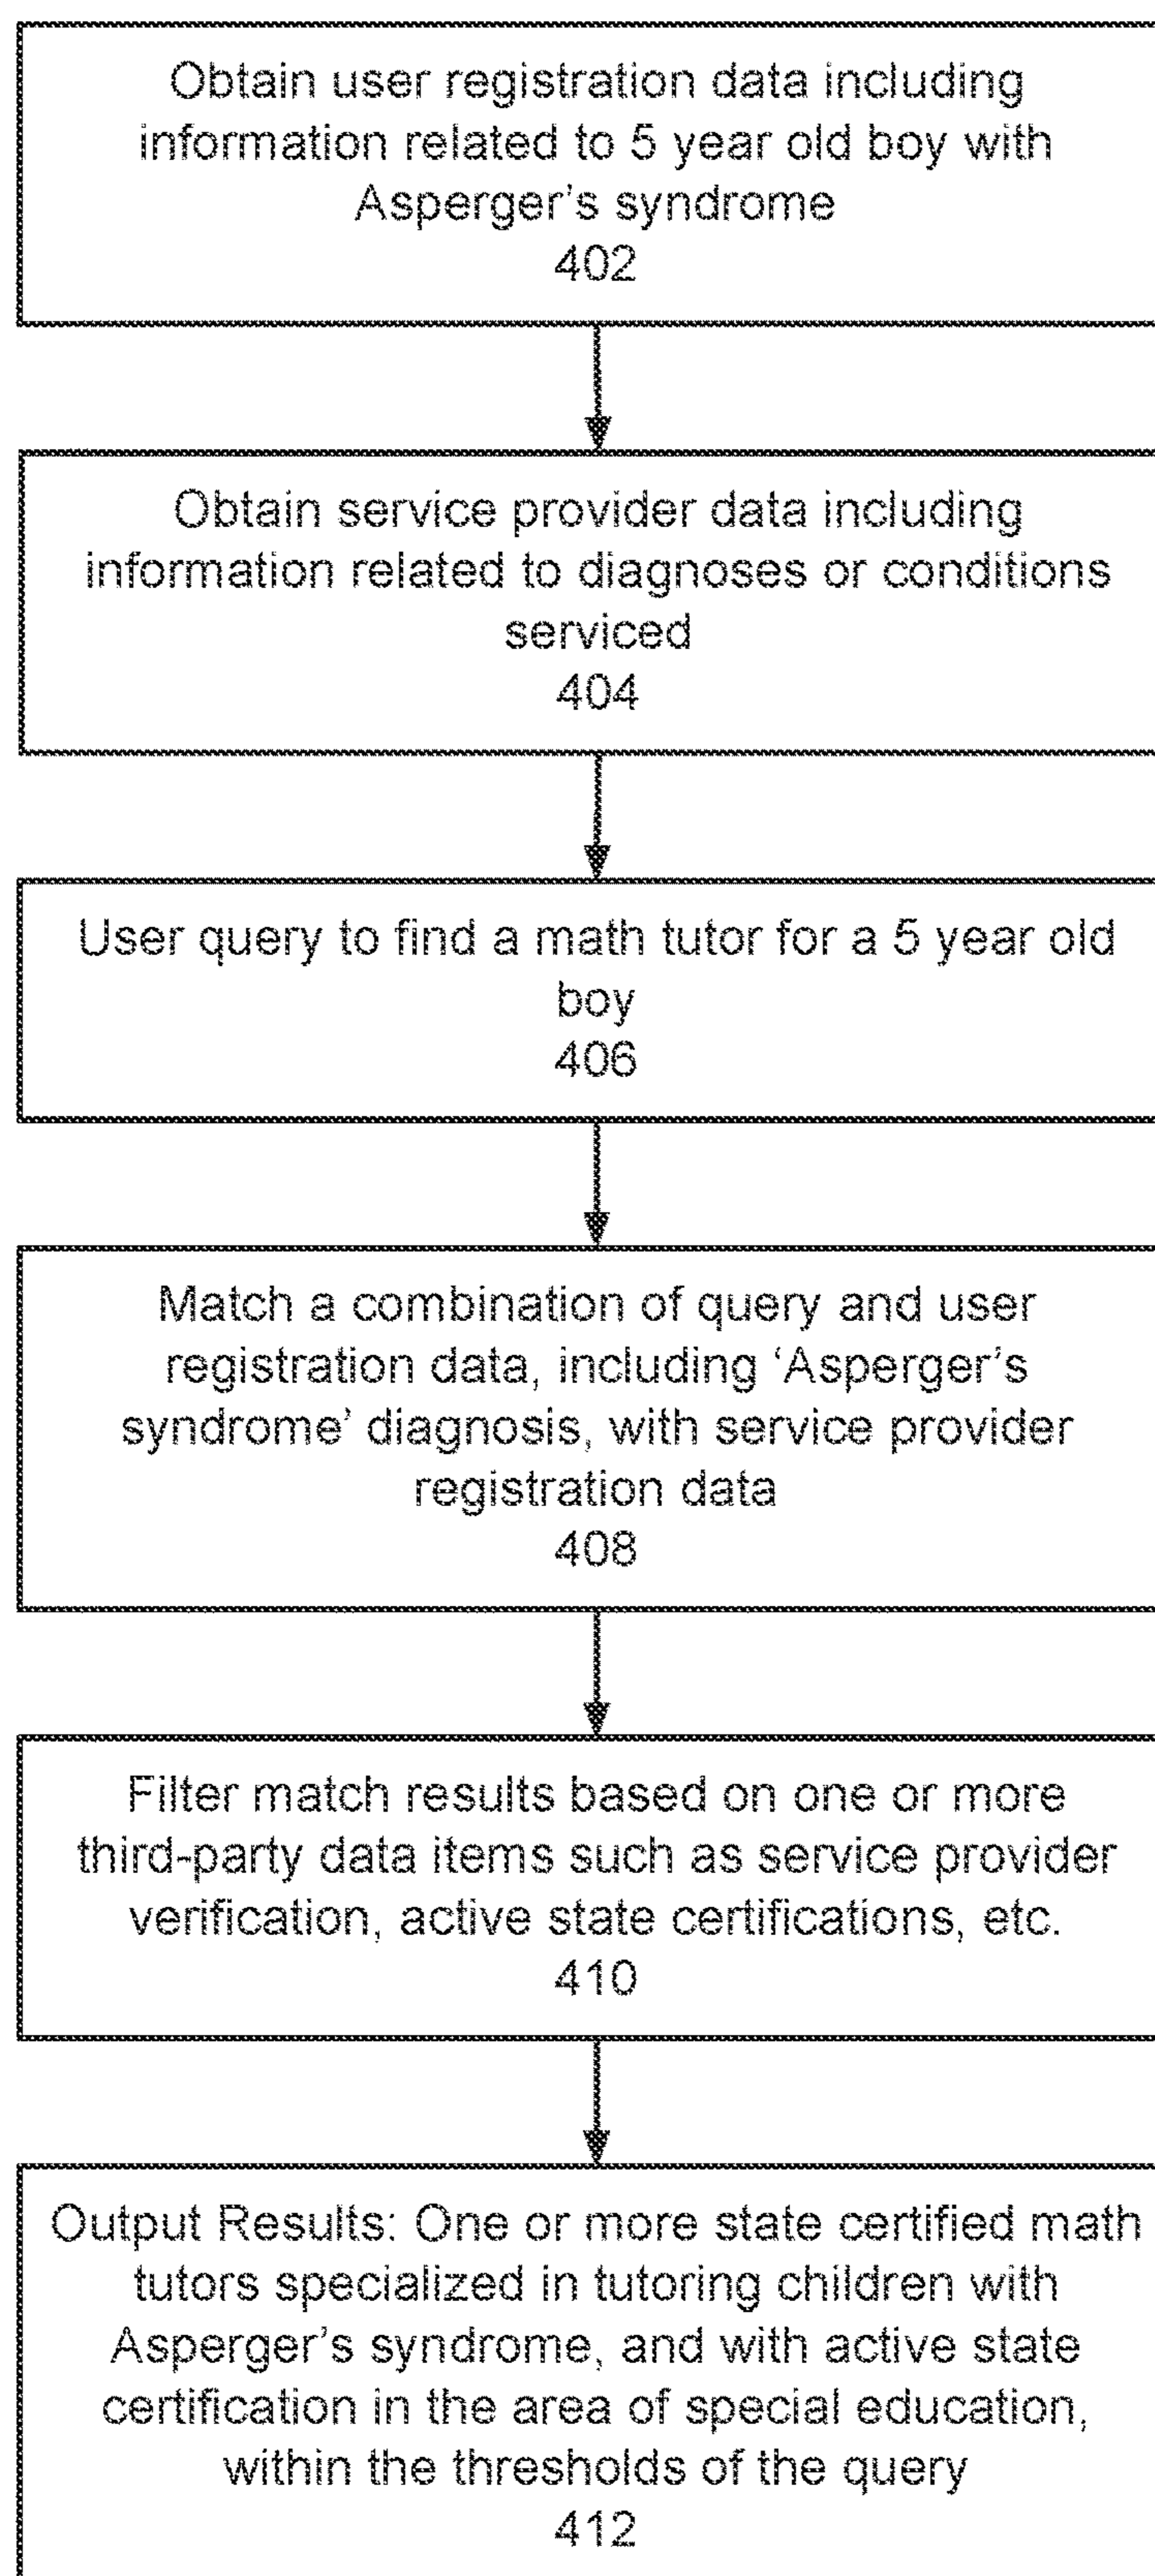 Obtain user registration data including
information related to 5 year old boy with
Asperger's syndrome
402
Obtain service provider data including
information related to diagnoses or conditions
serviced
404
User query to find a math tutor for a 5 year old
boy
406
Match a combination of query and user
registration data, including ‘Asperger's
syndrome’ diagnosis, with service provider
registration data
408
Filter match results based on one or more
third-party data items such as service provider
verification, active state certifications, etc.
410
Output Results: One or more state certified math
tutors specialized in tutoring children with
Asperger's syndrome, and with active state
certification in the area of special education,
within the thresholds of the query
412